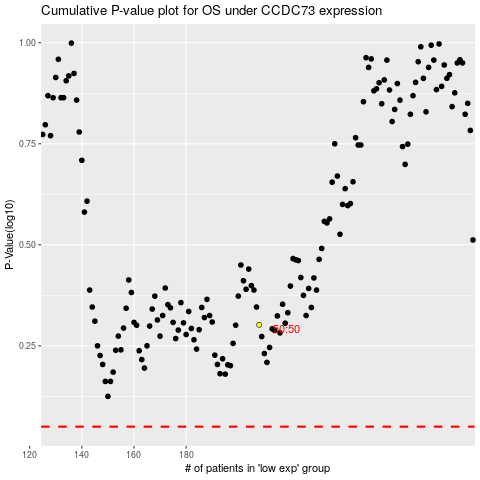 Cumulative P-value plot for OS under CCDC73 expression
1.00
0.75
0.50
0.25
P-Value(log10)
50:50
120 140 160 180
# of patients in 'low exp' group